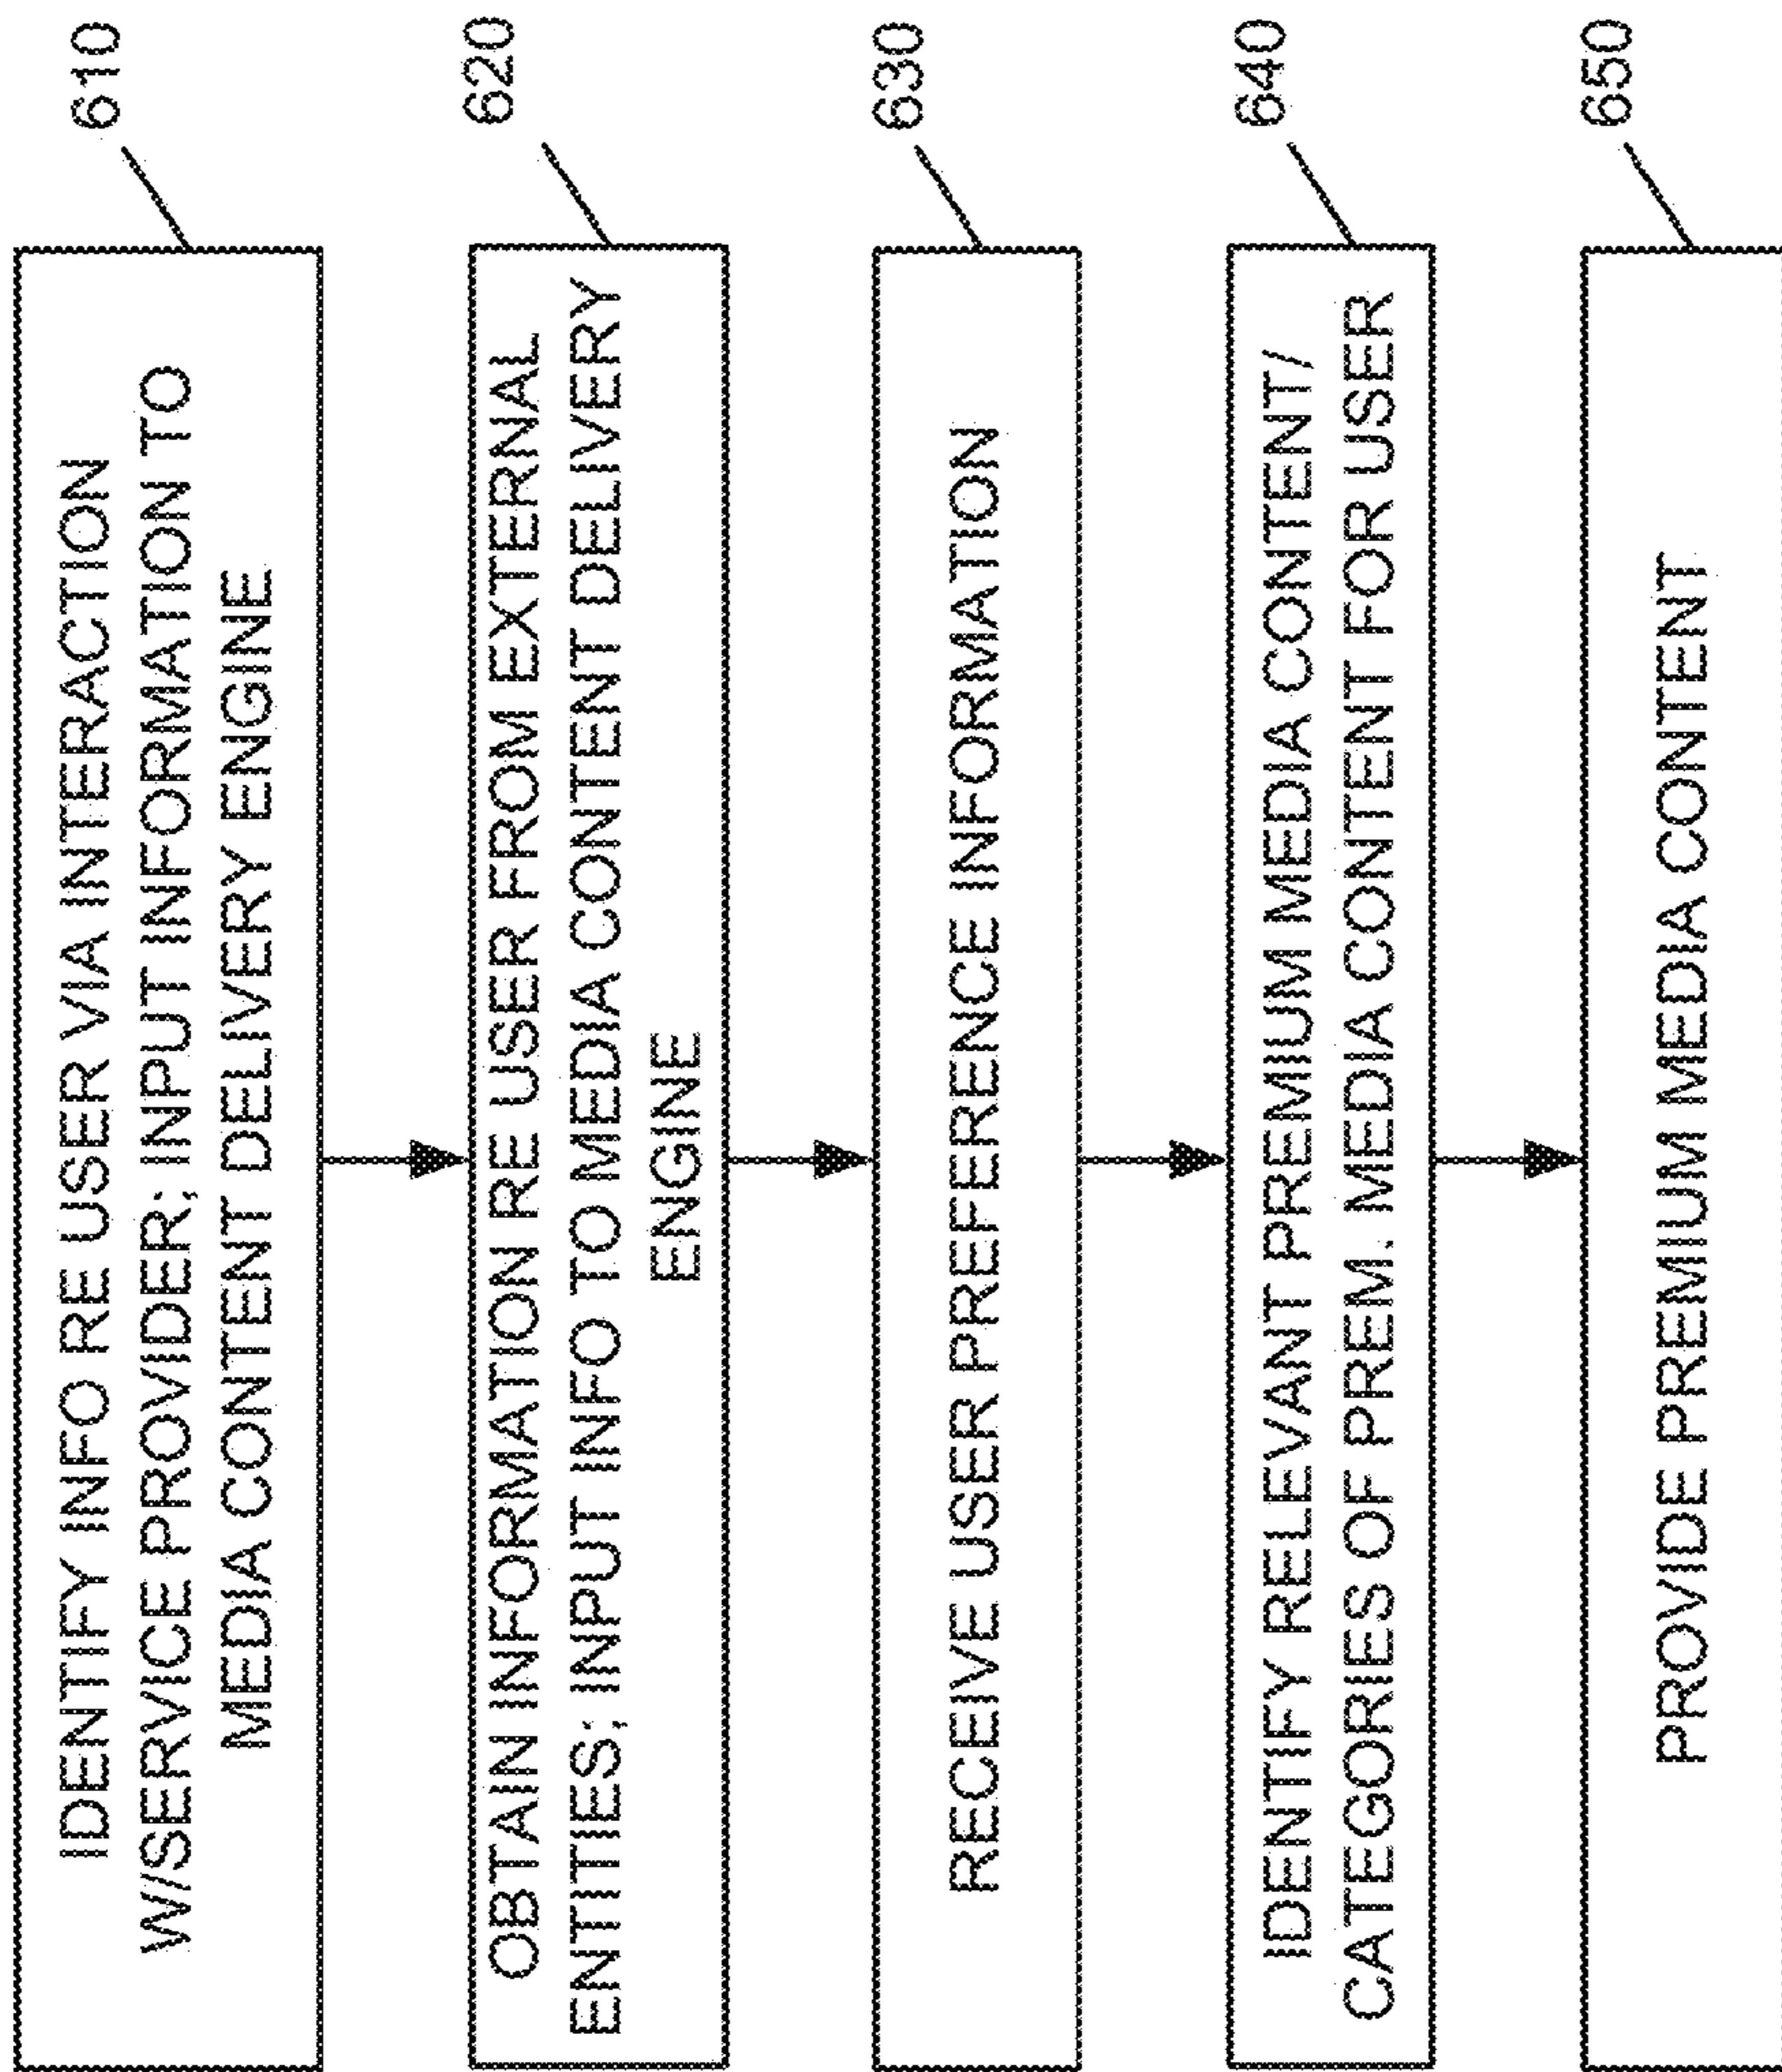 610
IDENTIFY INFO RE USER VIA INTERACTION
W/SERVICE PROVIDER; INPUT INFORMATION TO
MEDIA CONTENT DELIVERY ENGINE
620
OBTAIN INFORMATION RE USER FROM EXTERNAL
ENTITIES; INPUT INFO TO MEDIA CONTENT DELIVERY
ENGINE
630
RECEIVE USER PREFERENCE INFORMATION
640
IDENTIFY RELEVANT PREMIUM MEDIA CONTENT/
CATEGORIES OF PREM. MEDIA CONTENT FOR USER
650
PROVIDE PREMIUM MEDIA CONTENT